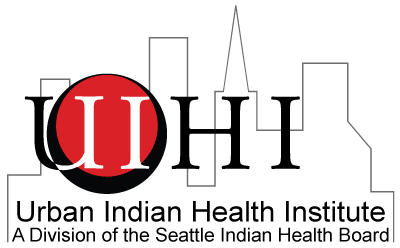 UIHI
Urban Indian Health Institute
A Division of the Seattle Indian Health Board